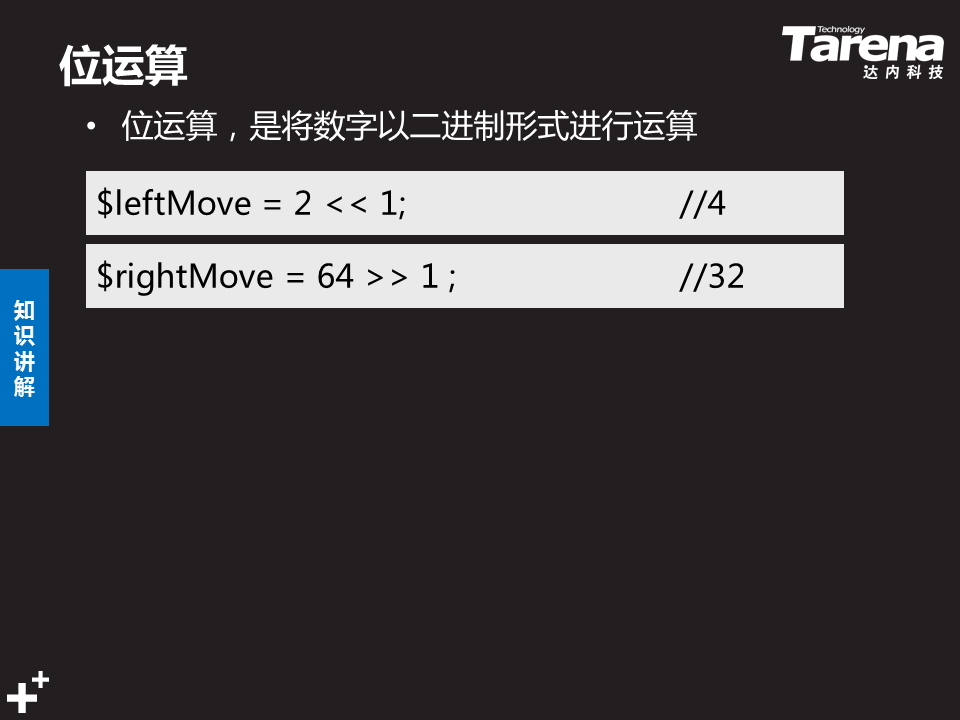 位运算
Technology
Tarena
达内科技
• 位运算，是将数字以二进制形式进行运算
$leftMove = 2 << 1; //4
$rightMove = 64 >> 1 ; //32
知
识
讲
解